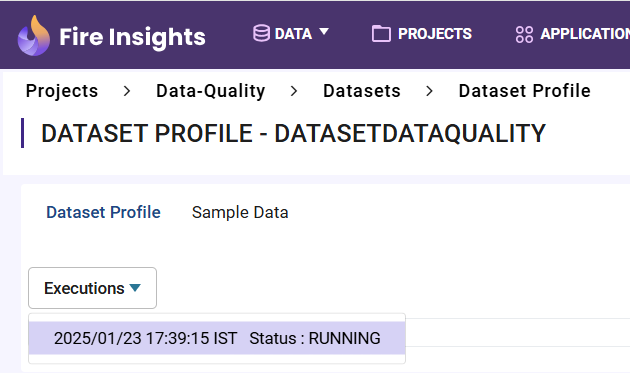 Fire Insights DATA PROJECTS APPLICATION
Projects > Data-Quality > Datasets > Dataset Profile
DATASET PROFILE - DATASETDATAQUALITY
Dataset Profile Sample Data
Executions
2025/01/23 17:39:15 IST Status : RUNNING